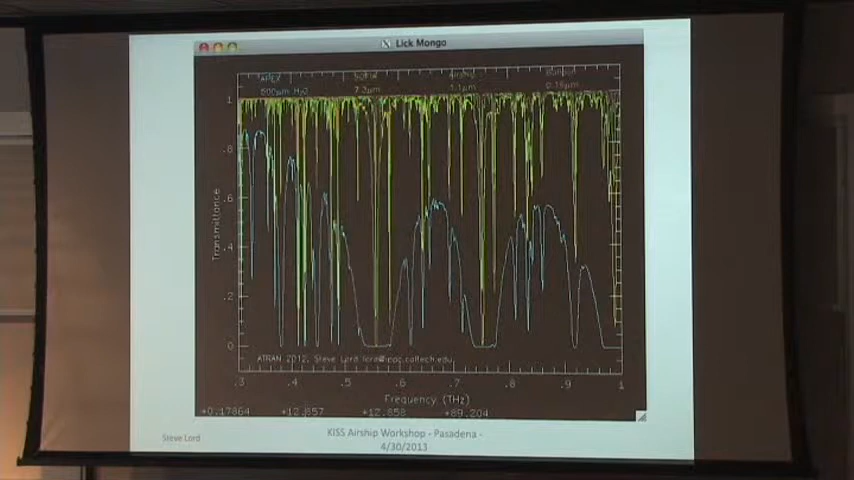 Lick Mongo
APEX Sofia Airship Balloon
600μm H₂O 7.3μm 1.1μm 0.18μm
1
.8
.6
.4
.2
0
Transmittance
ATRAN 2012, Steve Lord lord@ipac.caltech.edu
.3 .4 .5 .6 .7 .8 .9 1
Frequency (THz)
+0.17864 +12.857 +12.858 +89.204
Steve Lord
KISS Airship Workshop - Pasadena -
4/30/2013